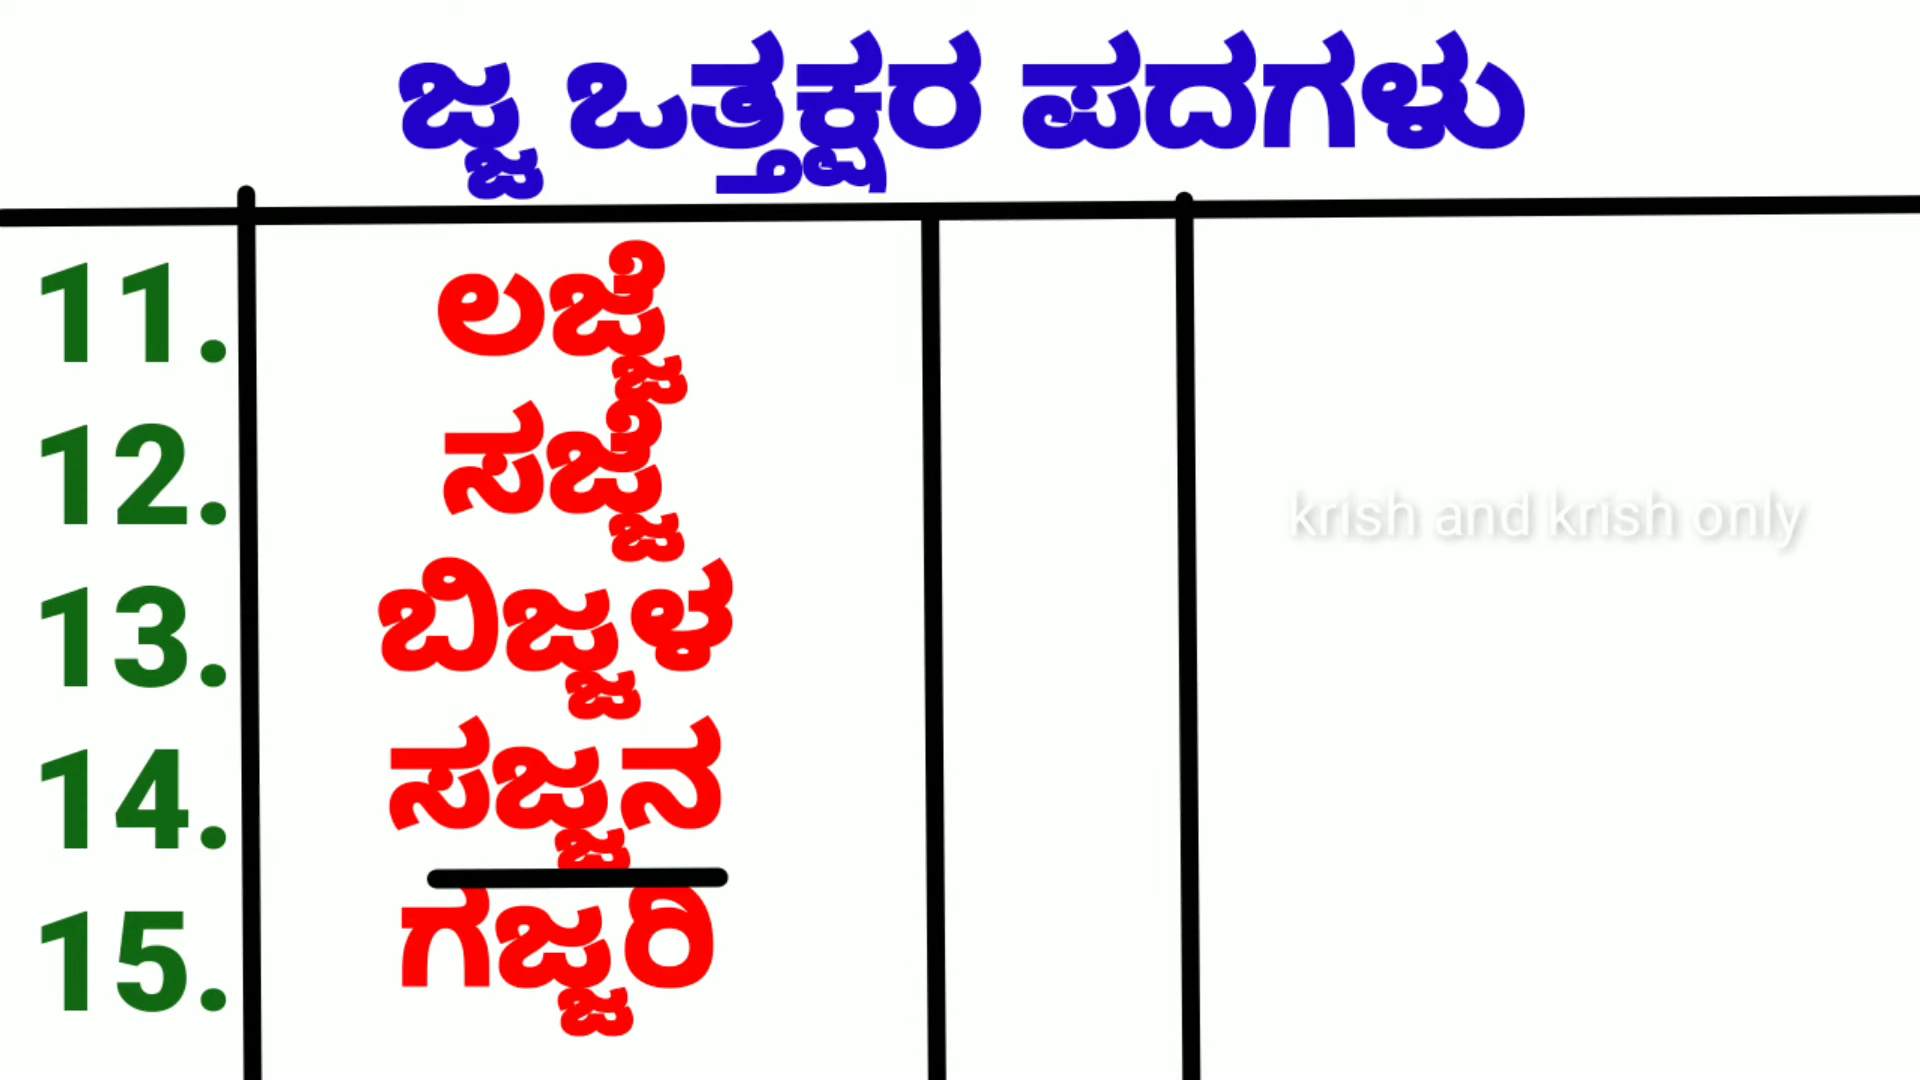 ಜ್ಜ ಒತ್ತಕ್ಷರ ಪದಗಳು
11. ಲಜ್ಜೆ
12. ಸಜ್ಜೆ
13. ಬಿಜ್ಜಳ
14. ಸಜ್ಜನ
15. ಗಜ್ಜರಿ
krish and krish only